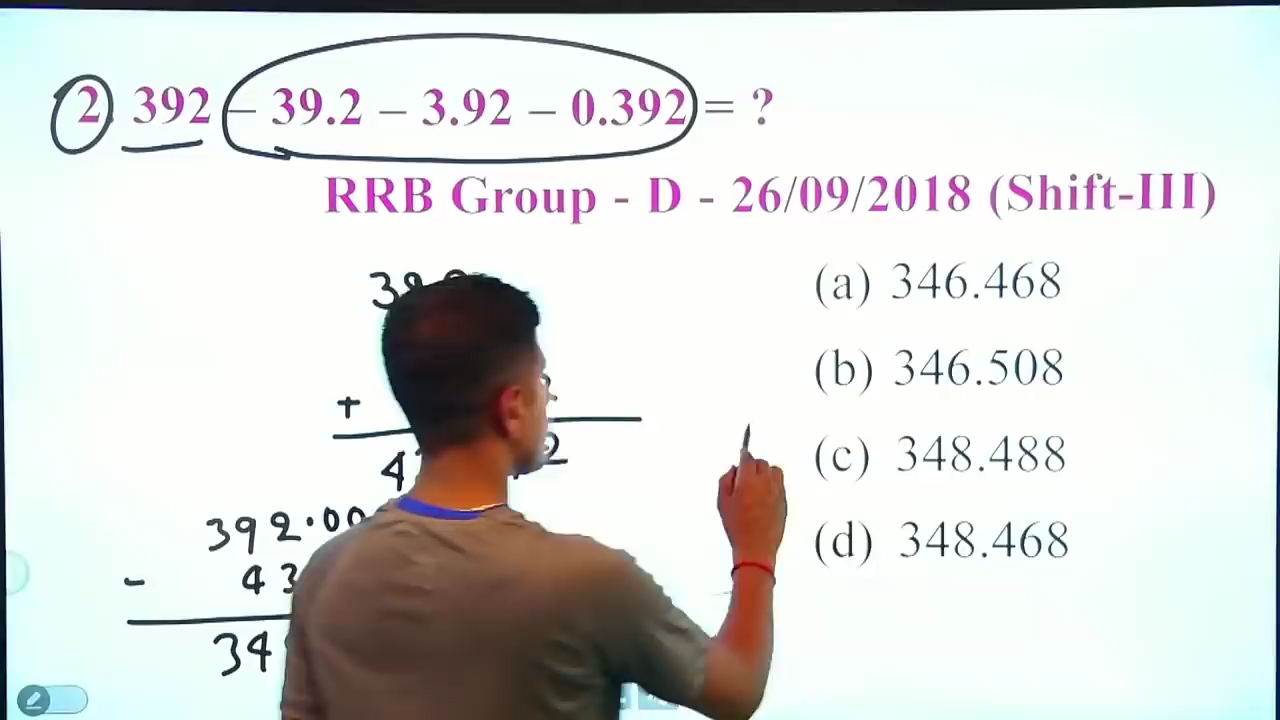 2. 392 – 39.2 – 3.92 – 0.392 = ?
RRB Group - D - 26/09/2018 (Shift-III)
(a) 346.468
(b) 346.508
(c) 348.488
(d) 348.468
+
392.00
- 43
34